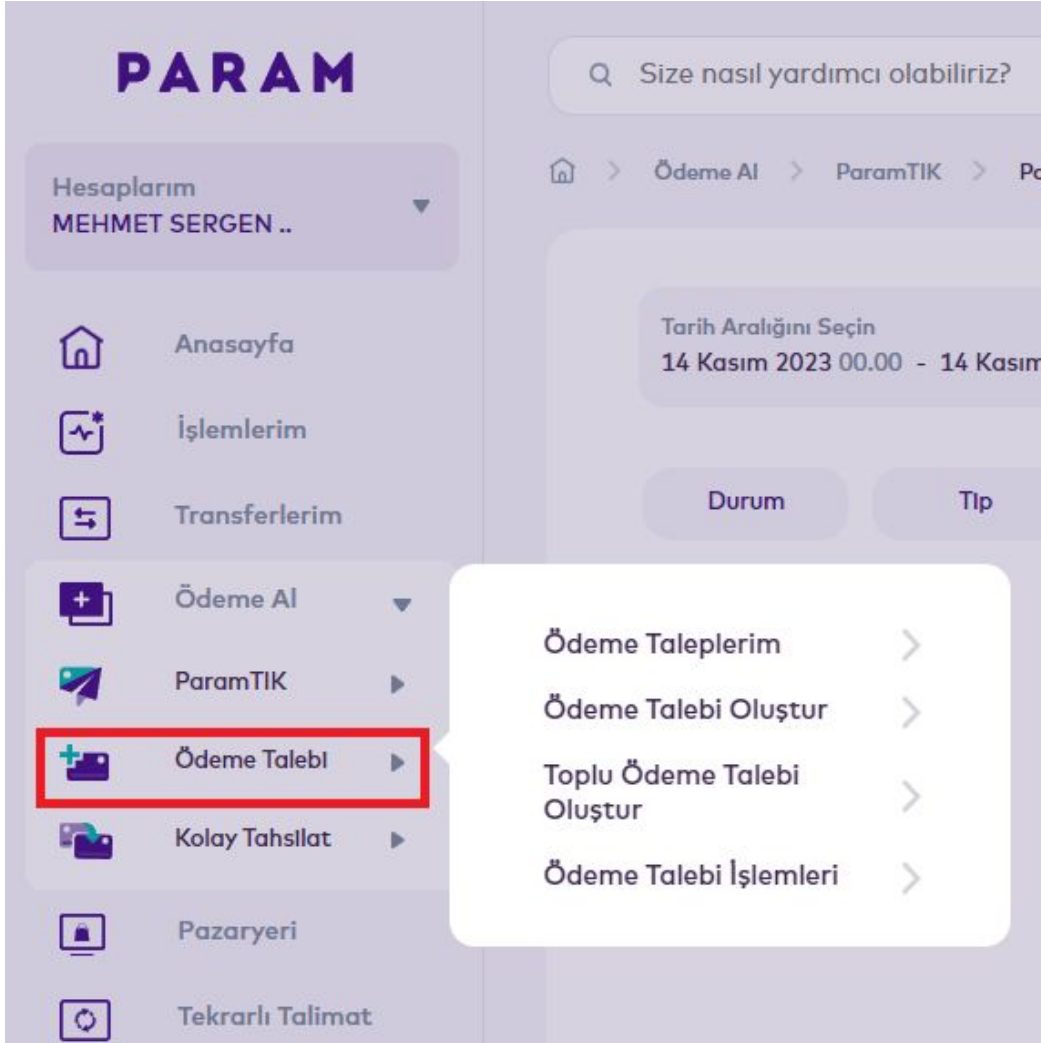 PARAM
Size nasıl yardımcı olabiliriz?
Hesaplarım
MEHMET SERGEN ..
Ödeme Al > ParamTIK >
Tarih Aralığını Seçin
14 Kasım 2023 00.00 - 14 Kasım
Durum
Tip
Anasayfa
İşlemlerim
Transferlerim
Ödeme Al
ParamTIK
Ödeme Talebi
Kolay Tahsilat
Pazaryeri
Tekrarlı Talimat
Ödeme Taleplerim
Ödeme Talebi Oluştur
Toplu Ödeme Talebi
Oluştur
Ödeme Talebi İşlemleri